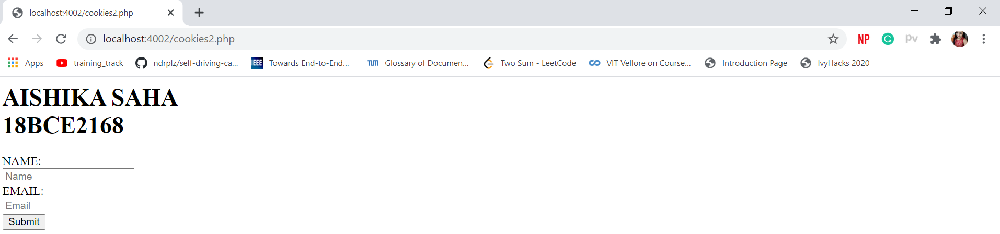 localhost:4002/cookies2.php
localhost:4002/cookies2.php
NP
G
pv
Apps
training_track
ndrplz/self-driving-ca...
IEEE
Towards End-to-End...
TUM
Glossary of Documen...
Two Sum - LeetCode
VIT Vellore on Course...
Introduction Page
IvyHacks 2020
AISHIKA SAHA
18BCE2168
NAME:
Name
EMAIL:
Email
Submit